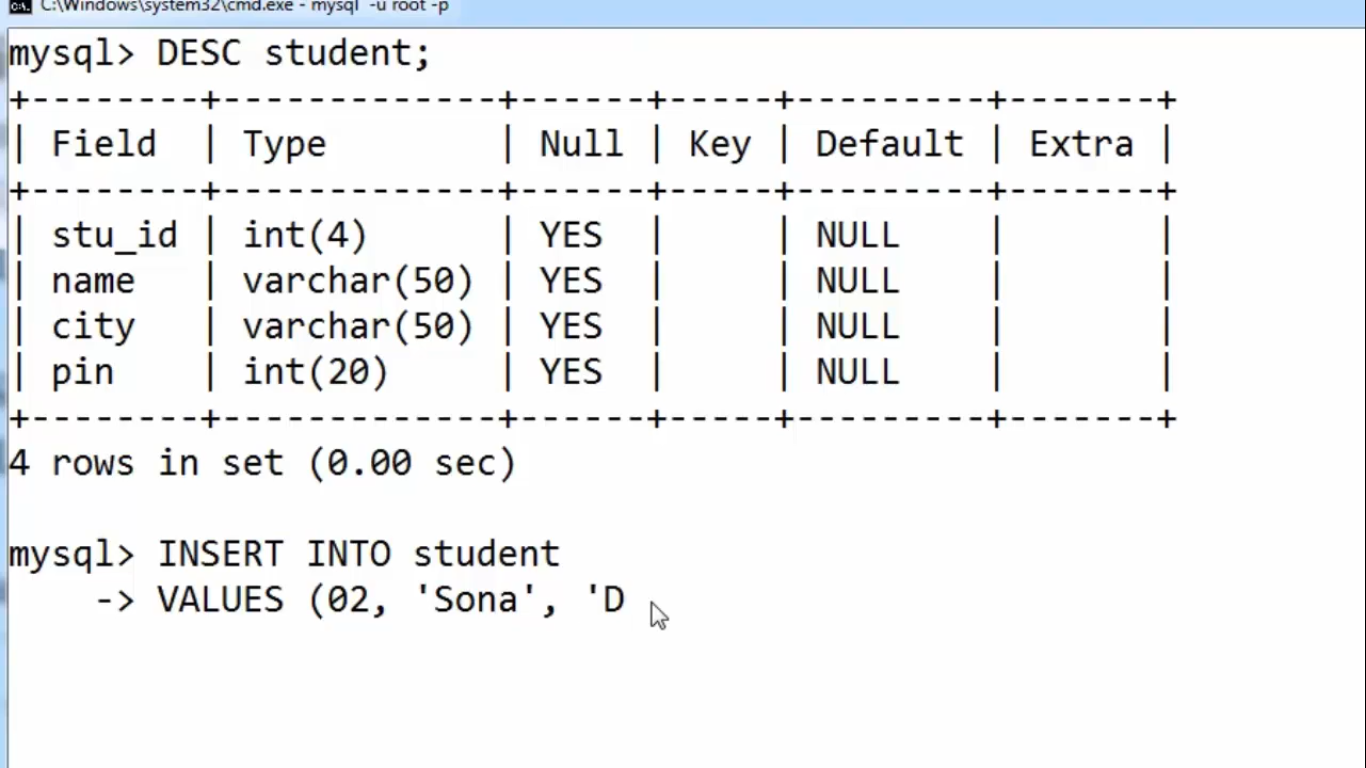 C:\Windows\system32\cmd.exe - mysql -u root -p
mysql> DESC student;
+--------+-------------+------+-----+---------+-------+
| Field  | Type        | Null | Key | Default | Extra |
+--------+-------------+------+-----+---------+-------+
| stu_id | int(4)      | YES  |     | NULL    |       |
| name   | varchar(50) | YES  |     | NULL    |       |
| city   | varchar(50) | YES  |     | NULL    |       |
| pin    | int(20)     | YES  |     | NULL    |       |
+--------+-------------+------+-----+---------+-------+
4 rows in set (0.00 sec)
mysql> INSERT INTO student
    -> VALUES (02, 'Sona', 'D